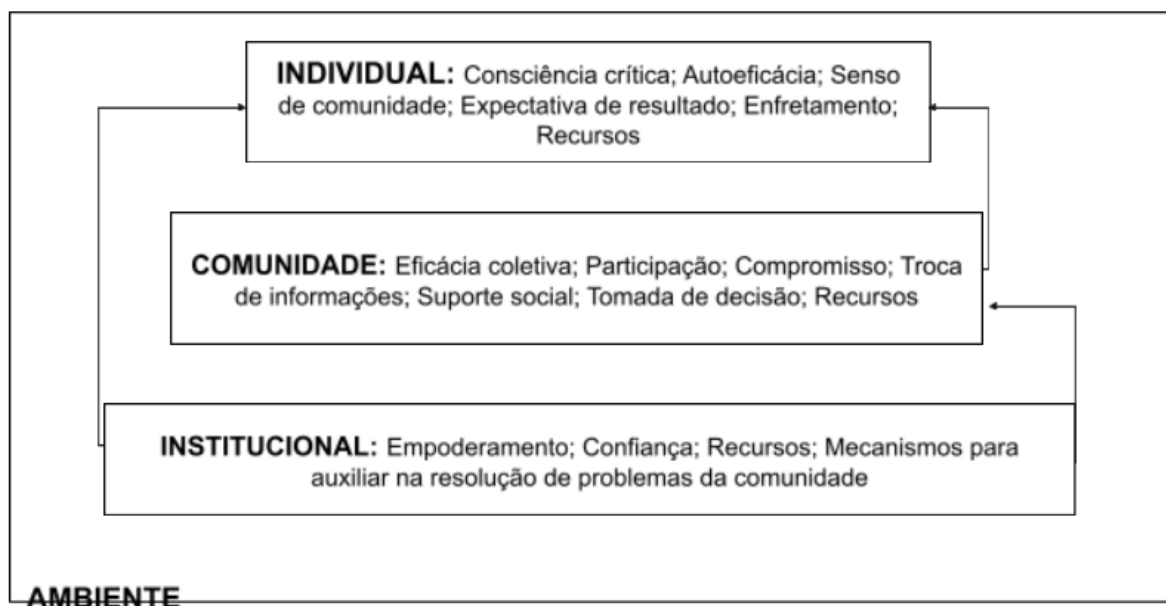 INDIVIDUAL: Consciência crítica; Autoeficácia; Senso
de comunidade; Expectativa de resultado; Enfretamento;
Recursos
COMUNIDADE: Eficácia coletiva; Participação; Compromisso; Troca
de informações; Suporte social; Tomada de decisão; Recursos
INSTITUCIONAL: Empoderamento; Confiança; Recursos; Mecanismos para
auxiliar na resolução de problemas da comunidade
AMBIENTE